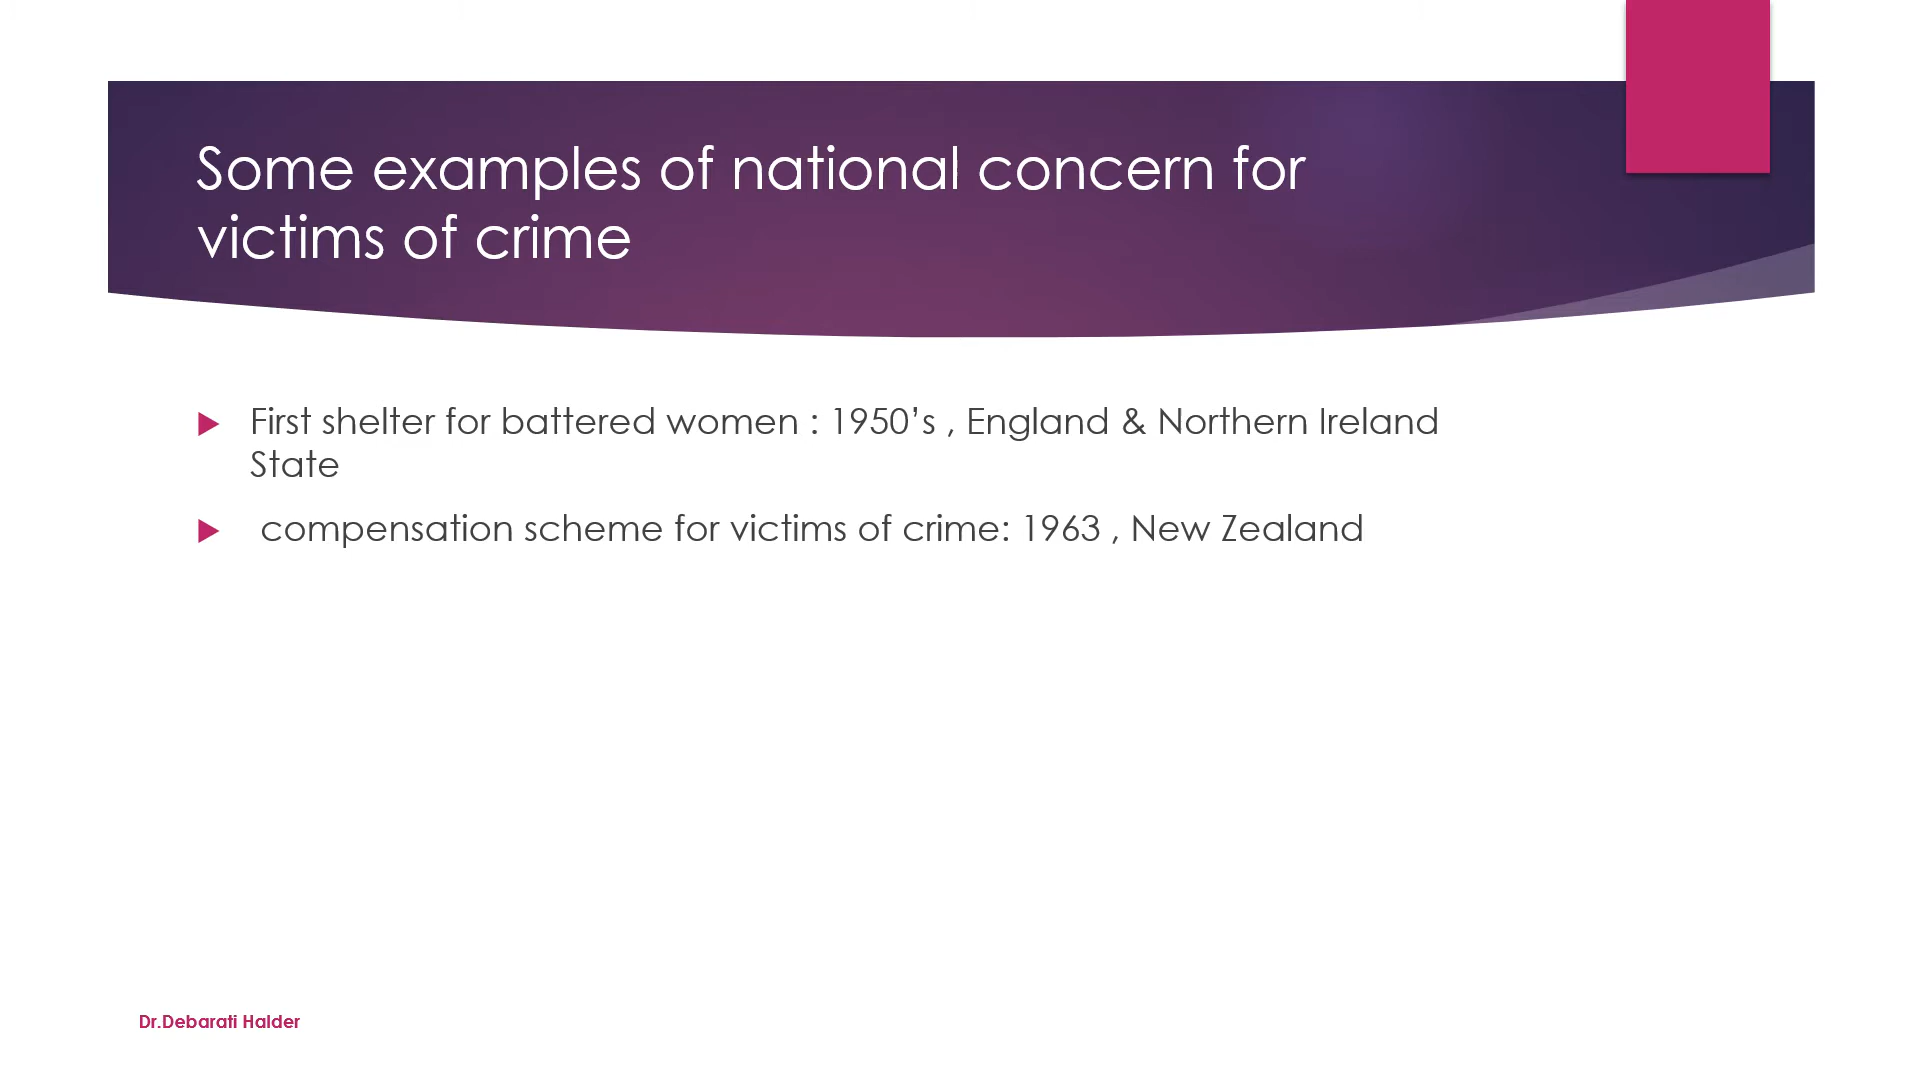 Some examples of national concern for
victims of crime
First shelter for battered women : 1950’s , England & Northern Ireland
State
compensation scheme for victims of crime: 1963 , New Zealand
Dr.Debarati Halder